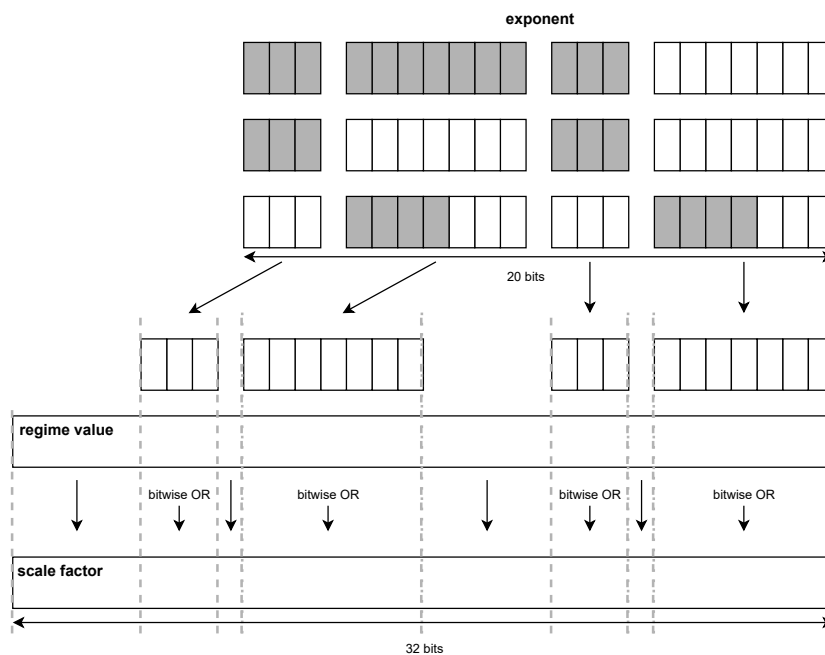 exponent
20 bits
regime value
bitwise OR
bitwise OR
bitwise OR
bitwise OR
scale factor
32 bits